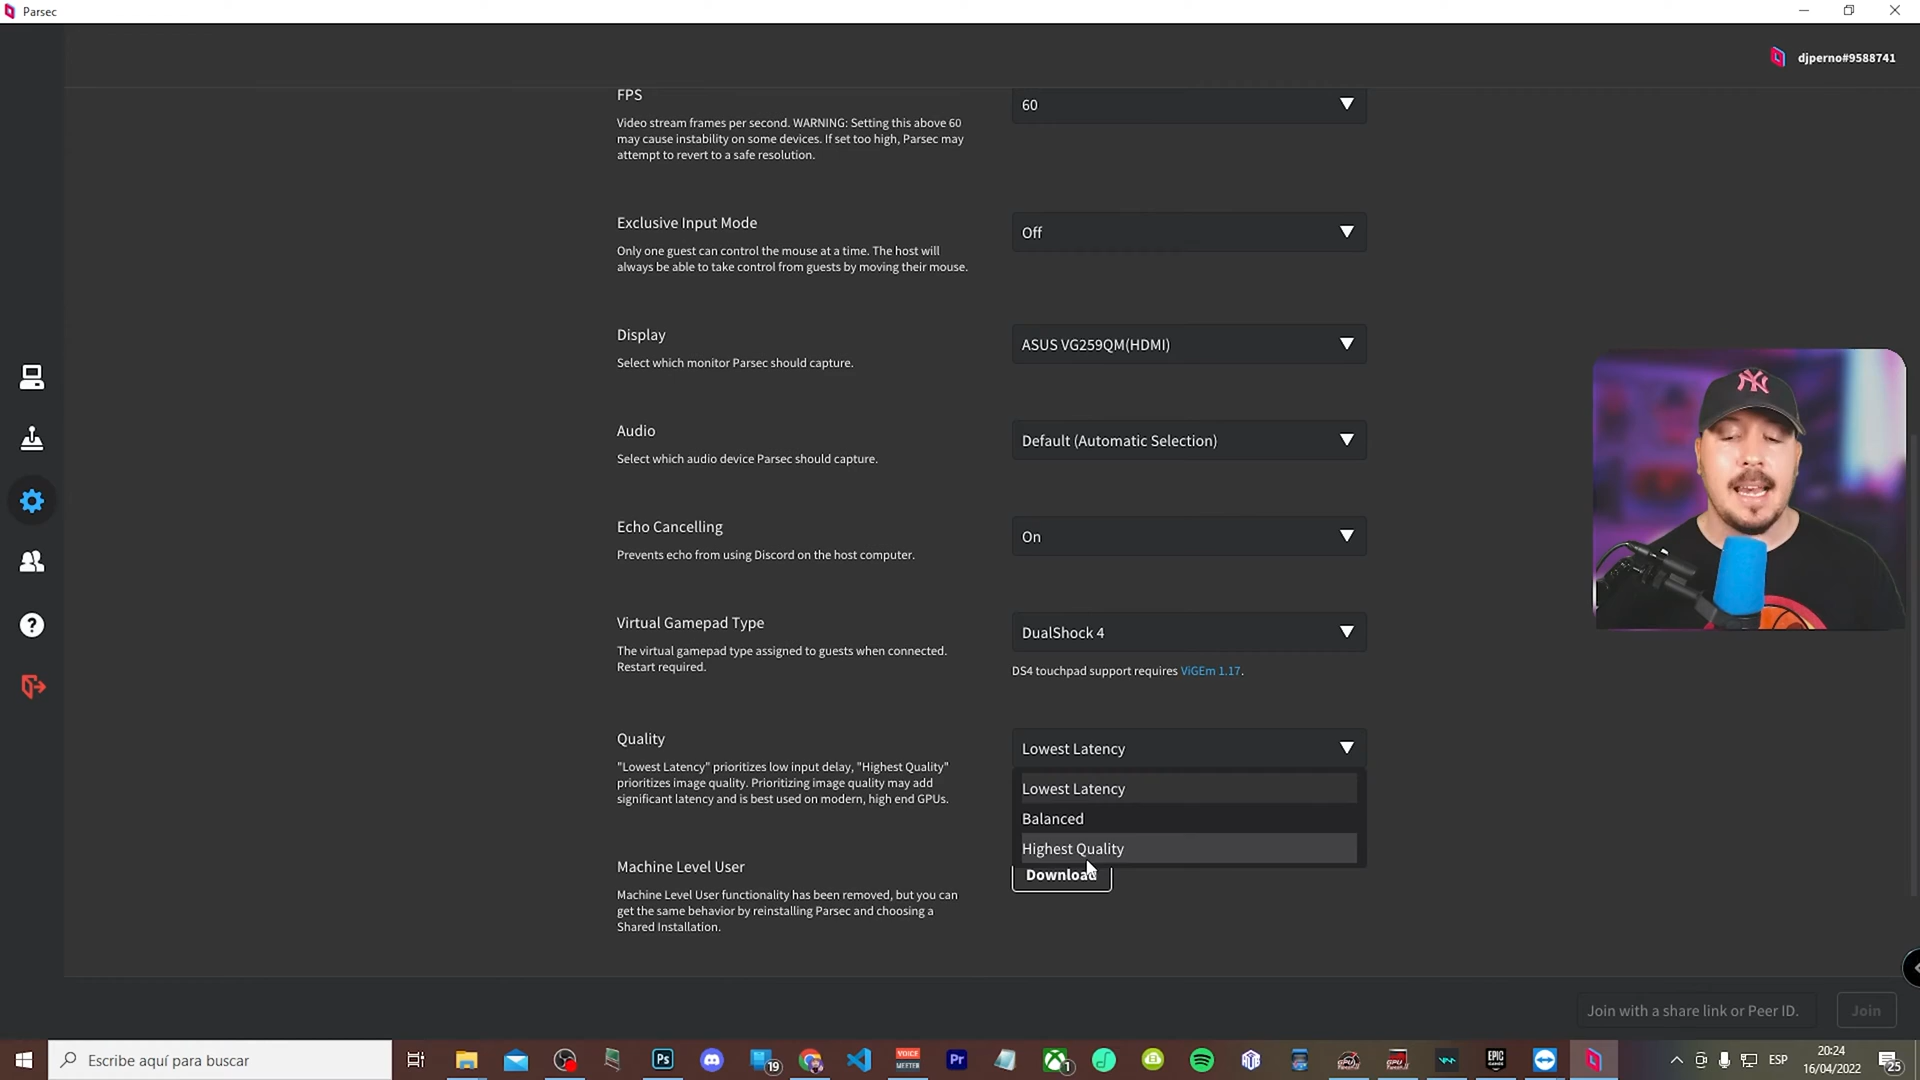 Parsec
djperno#9588741
FPS
Video stream frames per second. WARNING: Setting this above 60
may cause instability on some devices. If set too high, Parsec may
attempt to revert to a safe resolution.
60
Exclusive Input Mode
Only one guest can control the mouse at a time. The host will
always be able to take control from guests by moving their mouse.
Off
Display
Select which monitor Parsec should capture.
ASUS VG259QM(HDMI)
Audio
Select which audio device Parsec should capture.
Default (Automatic Selection)
Echo Cancelling
Prevents echo from using Discord on the host computer.
On
Virtual Gamepad Type
The virtual gamepad type assigned to guests when connected.
Restart required.
DualShock 4
DS4 touchpad support requires ViGEm 1.17.
Quality
"Lowest Latency" prioritizes low input delay, "Highest Quality"
prioritizes image quality. Prioritizing image quality may add
significant latency and is best used on modern, high end GPUs.
Lowest Latency
Lowest Latency
Balanced
Highest Quality
Machine Level User
Machine Level User functionality has been removed, but you can
get the same behavior by reinstalling Parsec and choosing a
Shared Installation.
Download
Join with a share link or Peer ID.
Join
Escribe aquí para buscar
Ps
19
VOICE
MEETER
Pr
1
EPIC
GAMES
ESP
20:24
16/04/2022
25